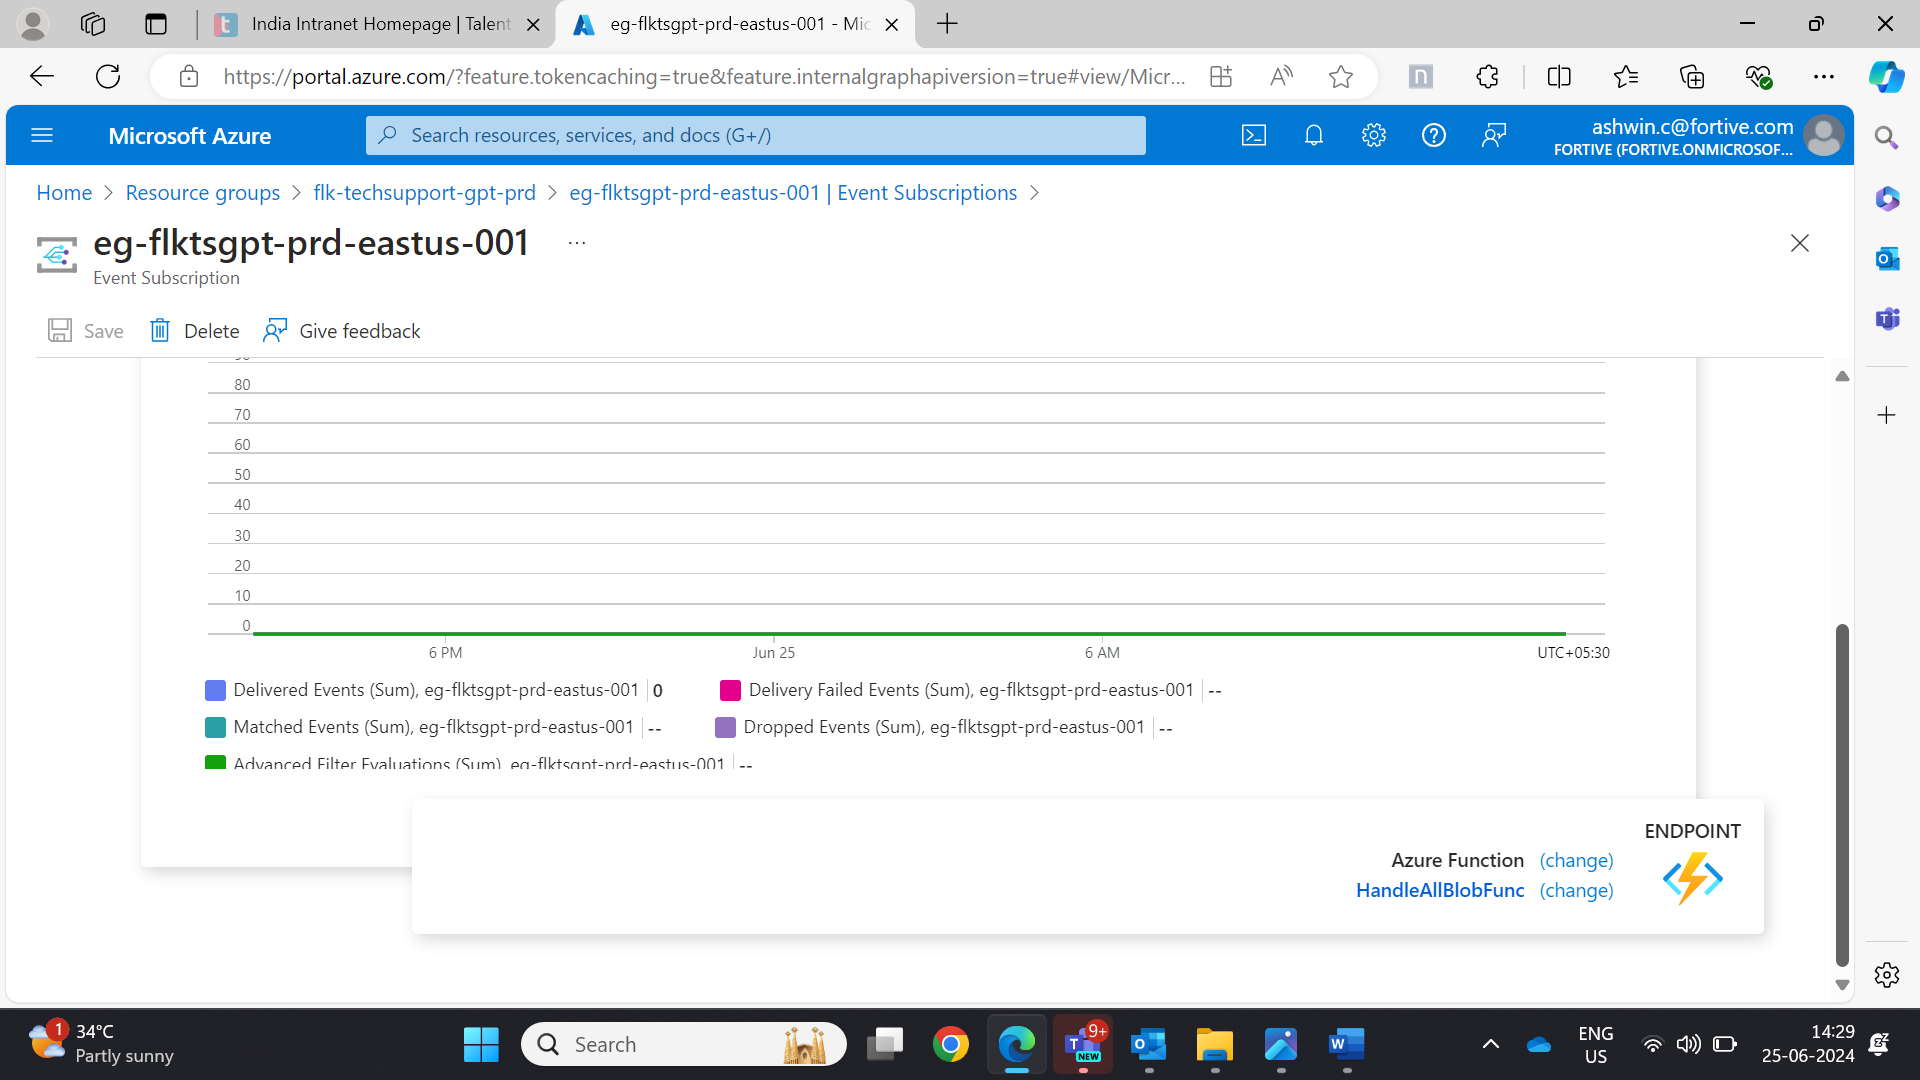 India Intranet Homepage | Talent
eg-flktsgpt-prd-eastus-001 - Mic
https://portal.azure.com/?feature.tokencaching=true&feature.internalgraphapiversion=true#view/Micr...
Microsoft Azure
Search resources, services, and docs (G+/)
ashwin.c@fortive.com
FORTIVE (FORTIVE.ONMICROSOF...
Home > Resource groups > flk-techsupport-gpt-prd > eg-flktsgpt-prd-eastus-001 | Event Subscriptions >
eg-flktsgpt-prd-eastus-001 ...
Event Subscription
Save Delete Give feedback
90
80
70
60
50
40
30
20
10
0
6 PM Jun 25 6 AM UTC+05:30
Delivered Events (Sum), eg-flktsgpt-prd-eastus-001 | 0
Delivery Failed Events (Sum), eg-flktsgpt-prd-eastus-001 | --
Matched Events (Sum), eg-flktsgpt-prd-eastus-001 | --
Dropped Events (Sum), eg-flktsgpt-prd-eastus-001 | --
Advanced Filter Evaluations (Sum), eg-flktsgpt-prd-eastus-001 | --
ENDPOINT
Azure Function (change)
HandleAllBlobFunc (change)
1
34°C
Partly sunny
Search
9+
NEW
ENG
US
14:29
25-06-2024